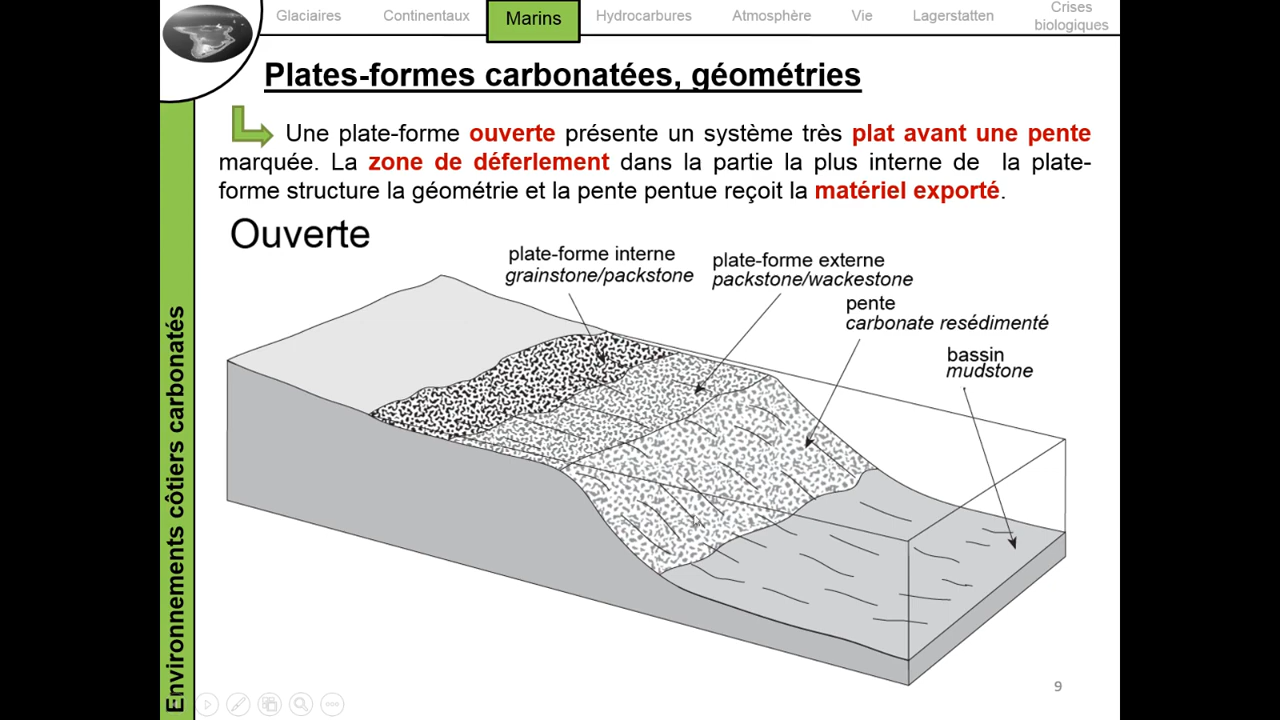 Glaciaires
Continentaux
Marins
Hydrocarbures
Atmosphère
Vie
Lagerstatten
Crises
biologiques
Plates-formes carbonatées, géométries
Une plate-forme ouverte présente un système très plat avant une pente
marquée. La zone de déferlement dans la partie la plus interne de la plate-
forme structure la géométrie et la pente pentue reçoit la matériel exporté.
Ouverte
plate-forme interne
grainstone/packstone
plate-forme externe
packstone/wackestone
pente
carbonate resédimenté
bassin
mudstone
Environnements côtiers carbonatés
9